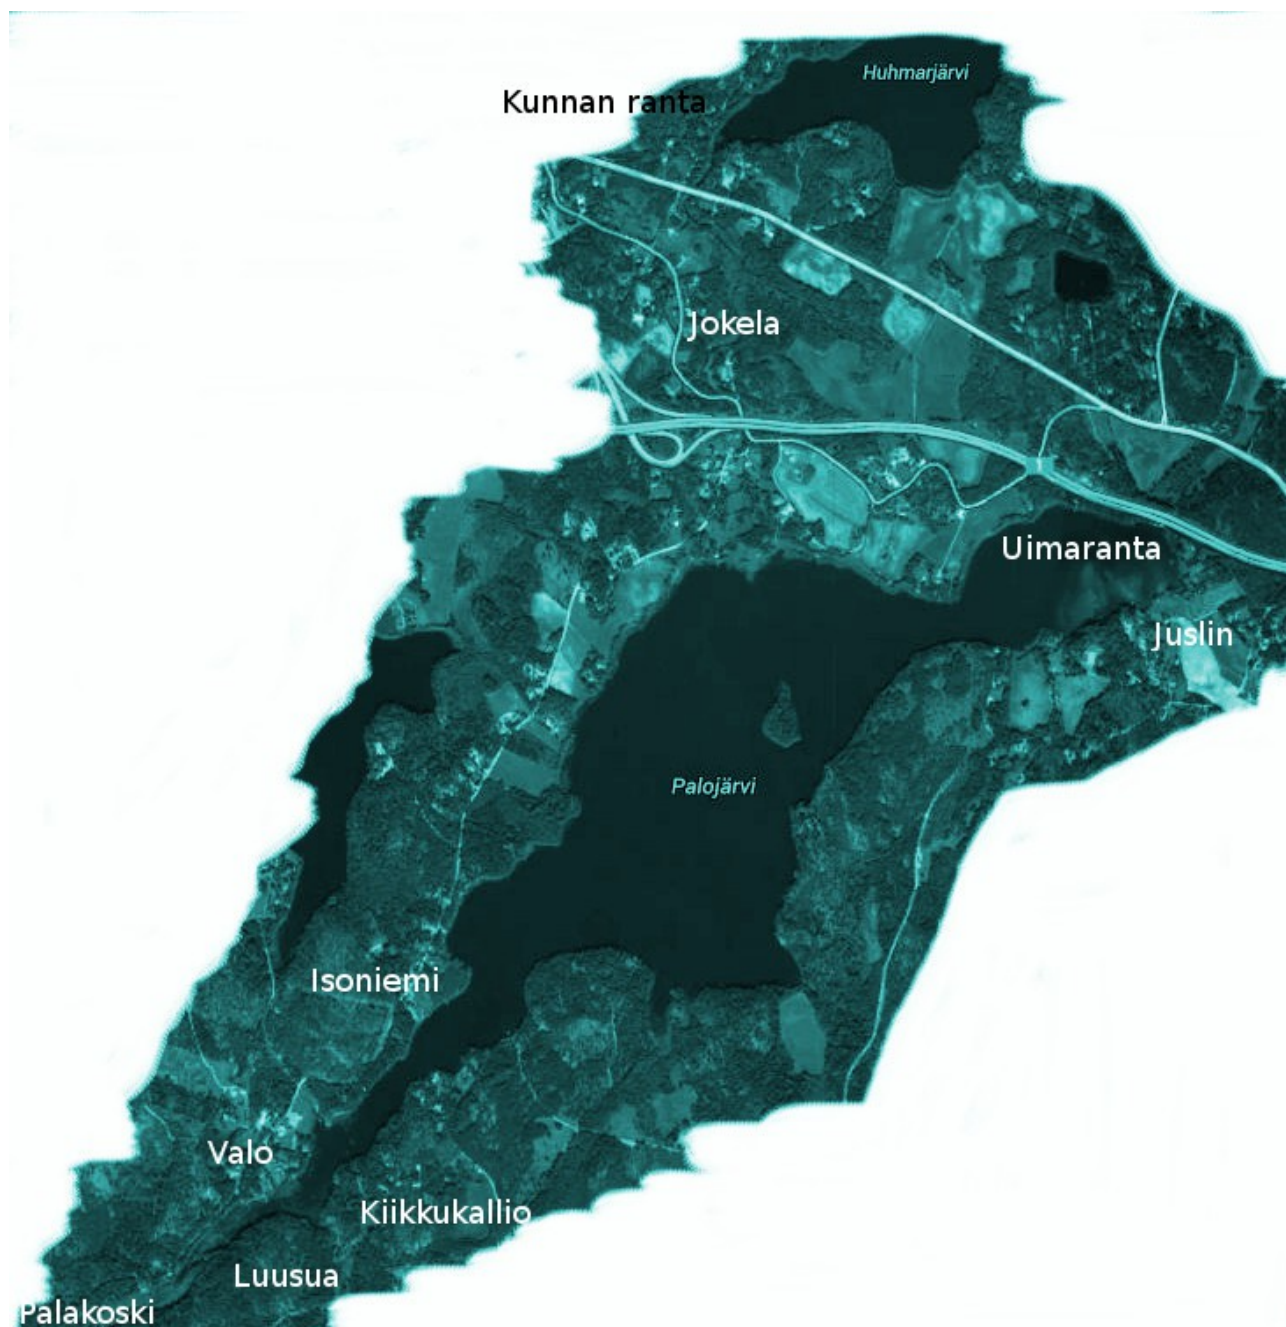 Huhmarjärvi
Kunnan ranta
Jokela
Uimaranta
Juslin
Palojärvi
Isoniemi
Valo
Kiikkukallio
Luusua
Palakoski